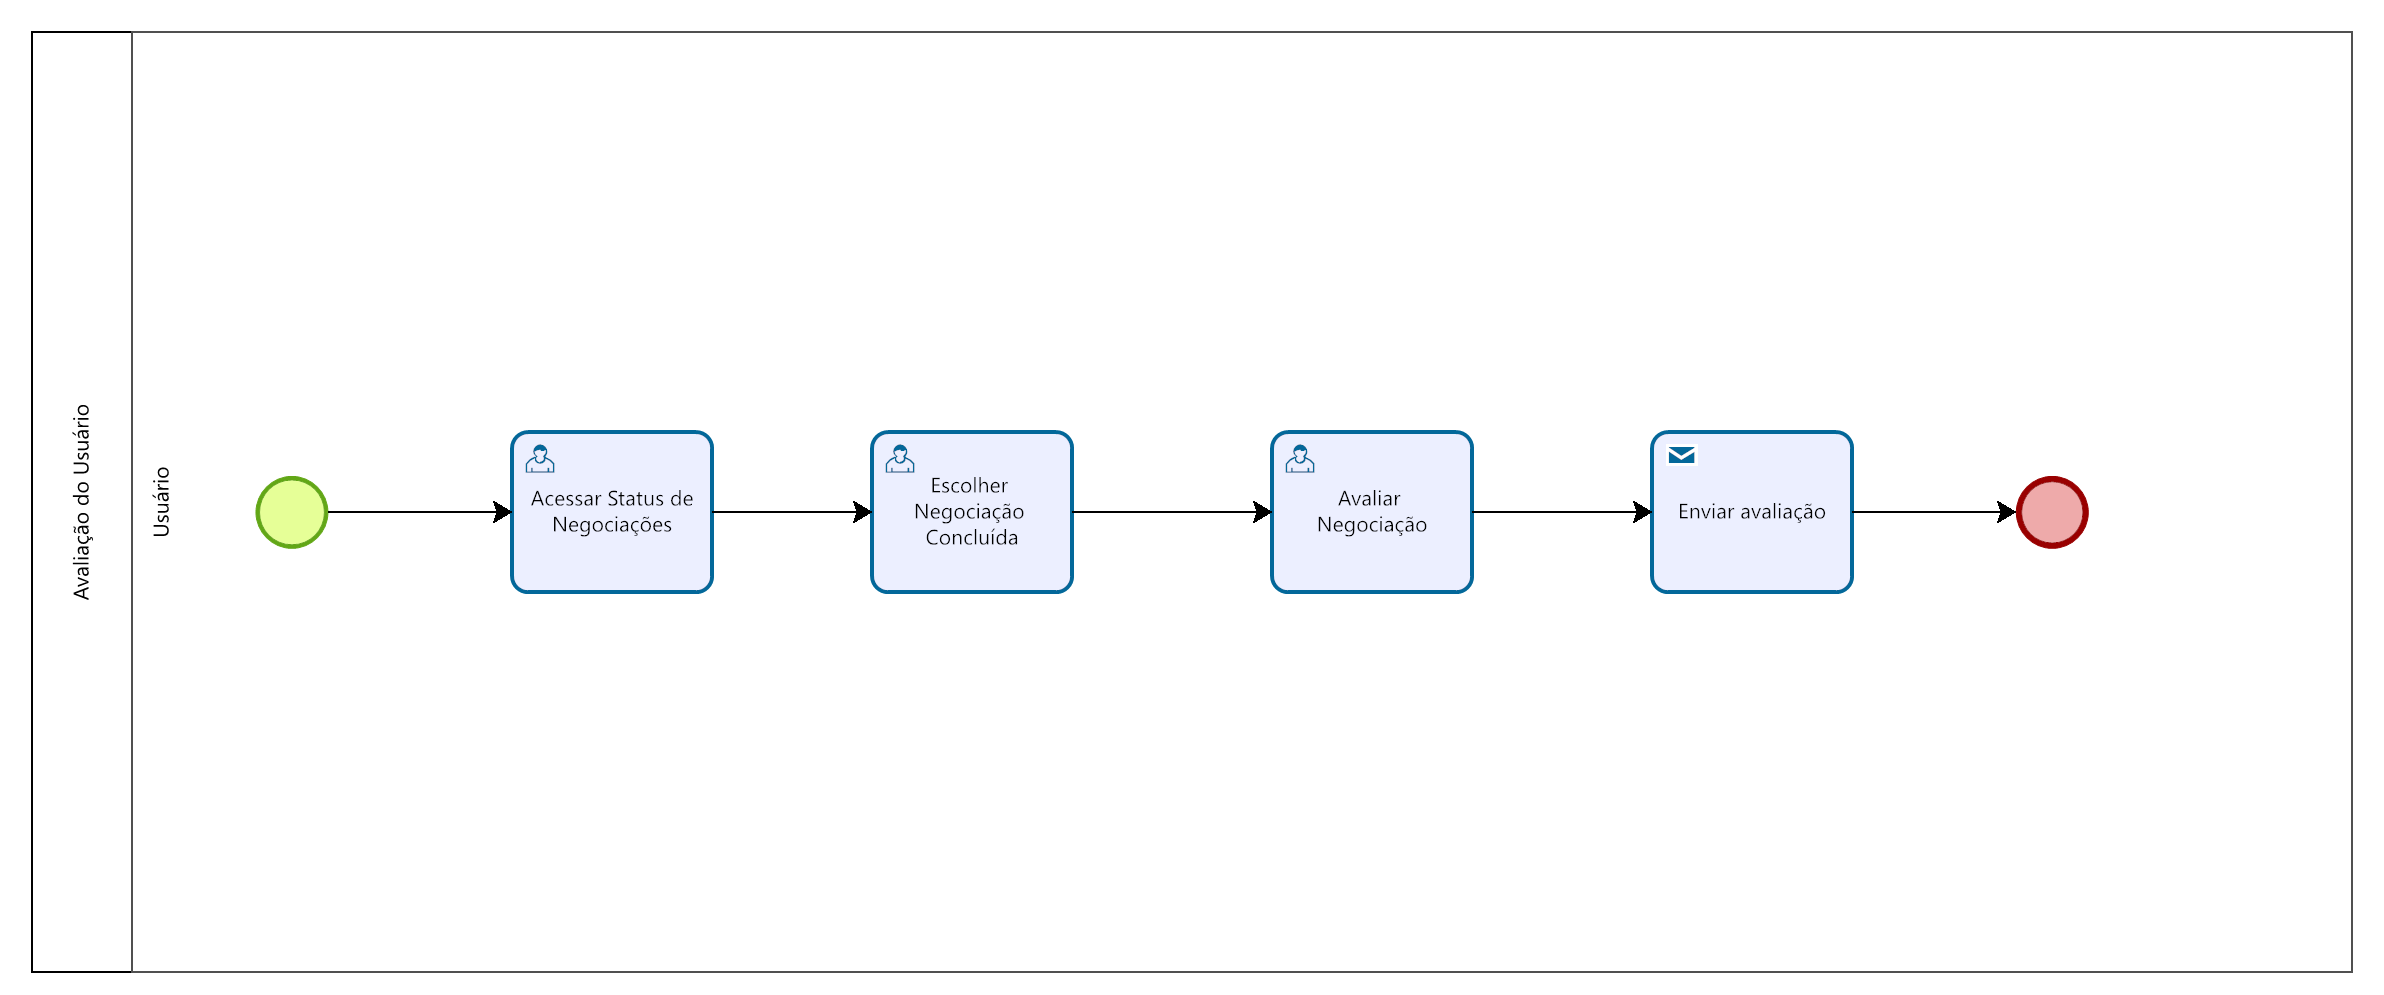 Avaliação do Usuário
Usuário
Acessar Status de
Negociações
Escolher
Negociação
Concluída
Avaliar
Negociação
Enviar avaliação